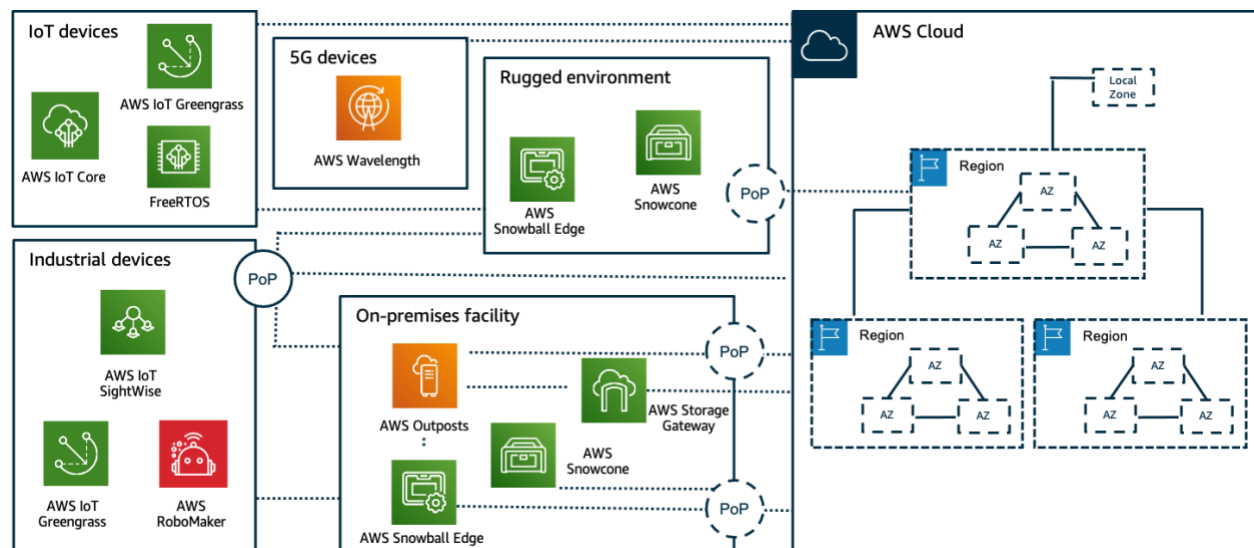 IoT devices
AWS IoT Greengrass
AWS IoT Core
FreeRTOS
5G devices
AWS Wavelength
Rugged environment
AWS
Snowball Edge
AWS
Snowcone
PoP
Industrial devices
PoP
AWS IoT
SightWise
AWS IoT
Greengrass
AWS
RoboMaker
On-premises facility
AWS Outposts
AWS Storage
Gateway
AWS
Snowcone
AWS Snowball Edge
PoP
PoP
AWS Cloud
Local
Zone
Region
AZ
AZ
AZ
Region
AZ
AZ
AZ
Region
AZ
AZ
AZ